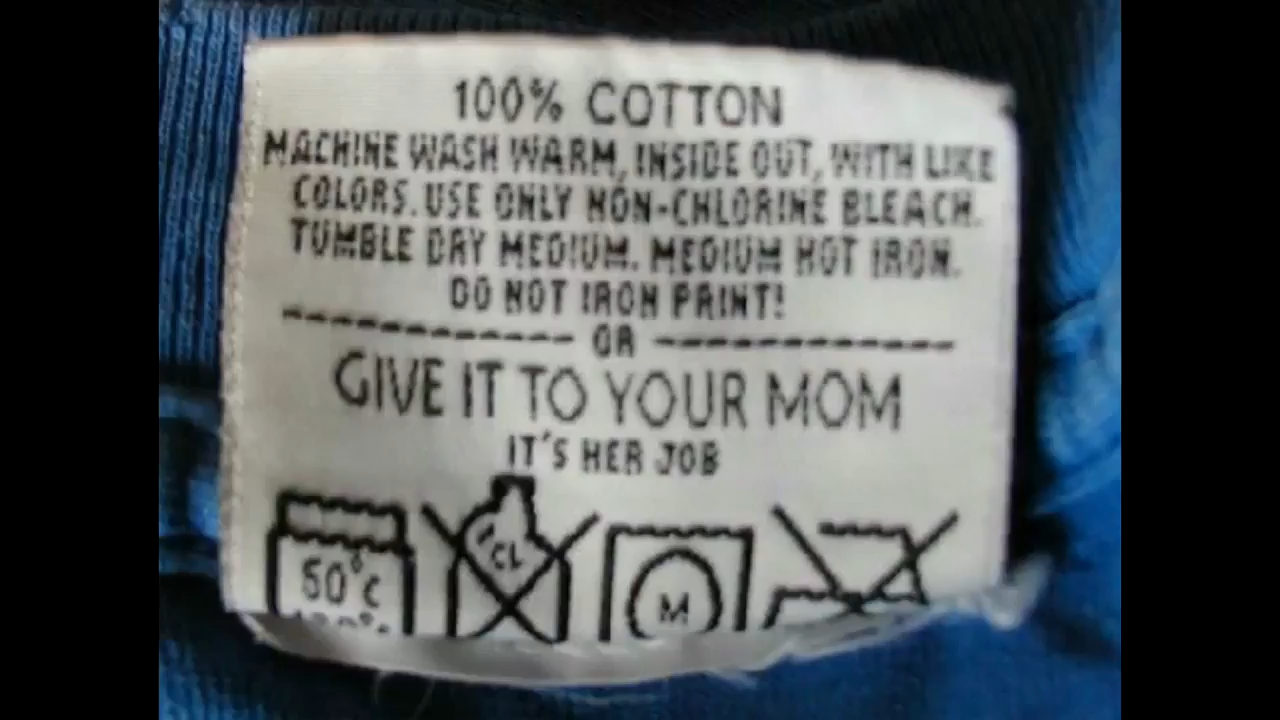 100% COTTON
MACHINE WASH WARM, INSIDE OUT, WITH LIKE
COLORS. USE ONLY NON-CHLORINE BLEACH.
TUMBLE DRY MEDIUM. MEDIUM HOT IRON.
DO NOT IRON PRINT!
------------ OR ------------
GIVE IT TO YOUR MOM
IT'S HER JOB
50°C CL M